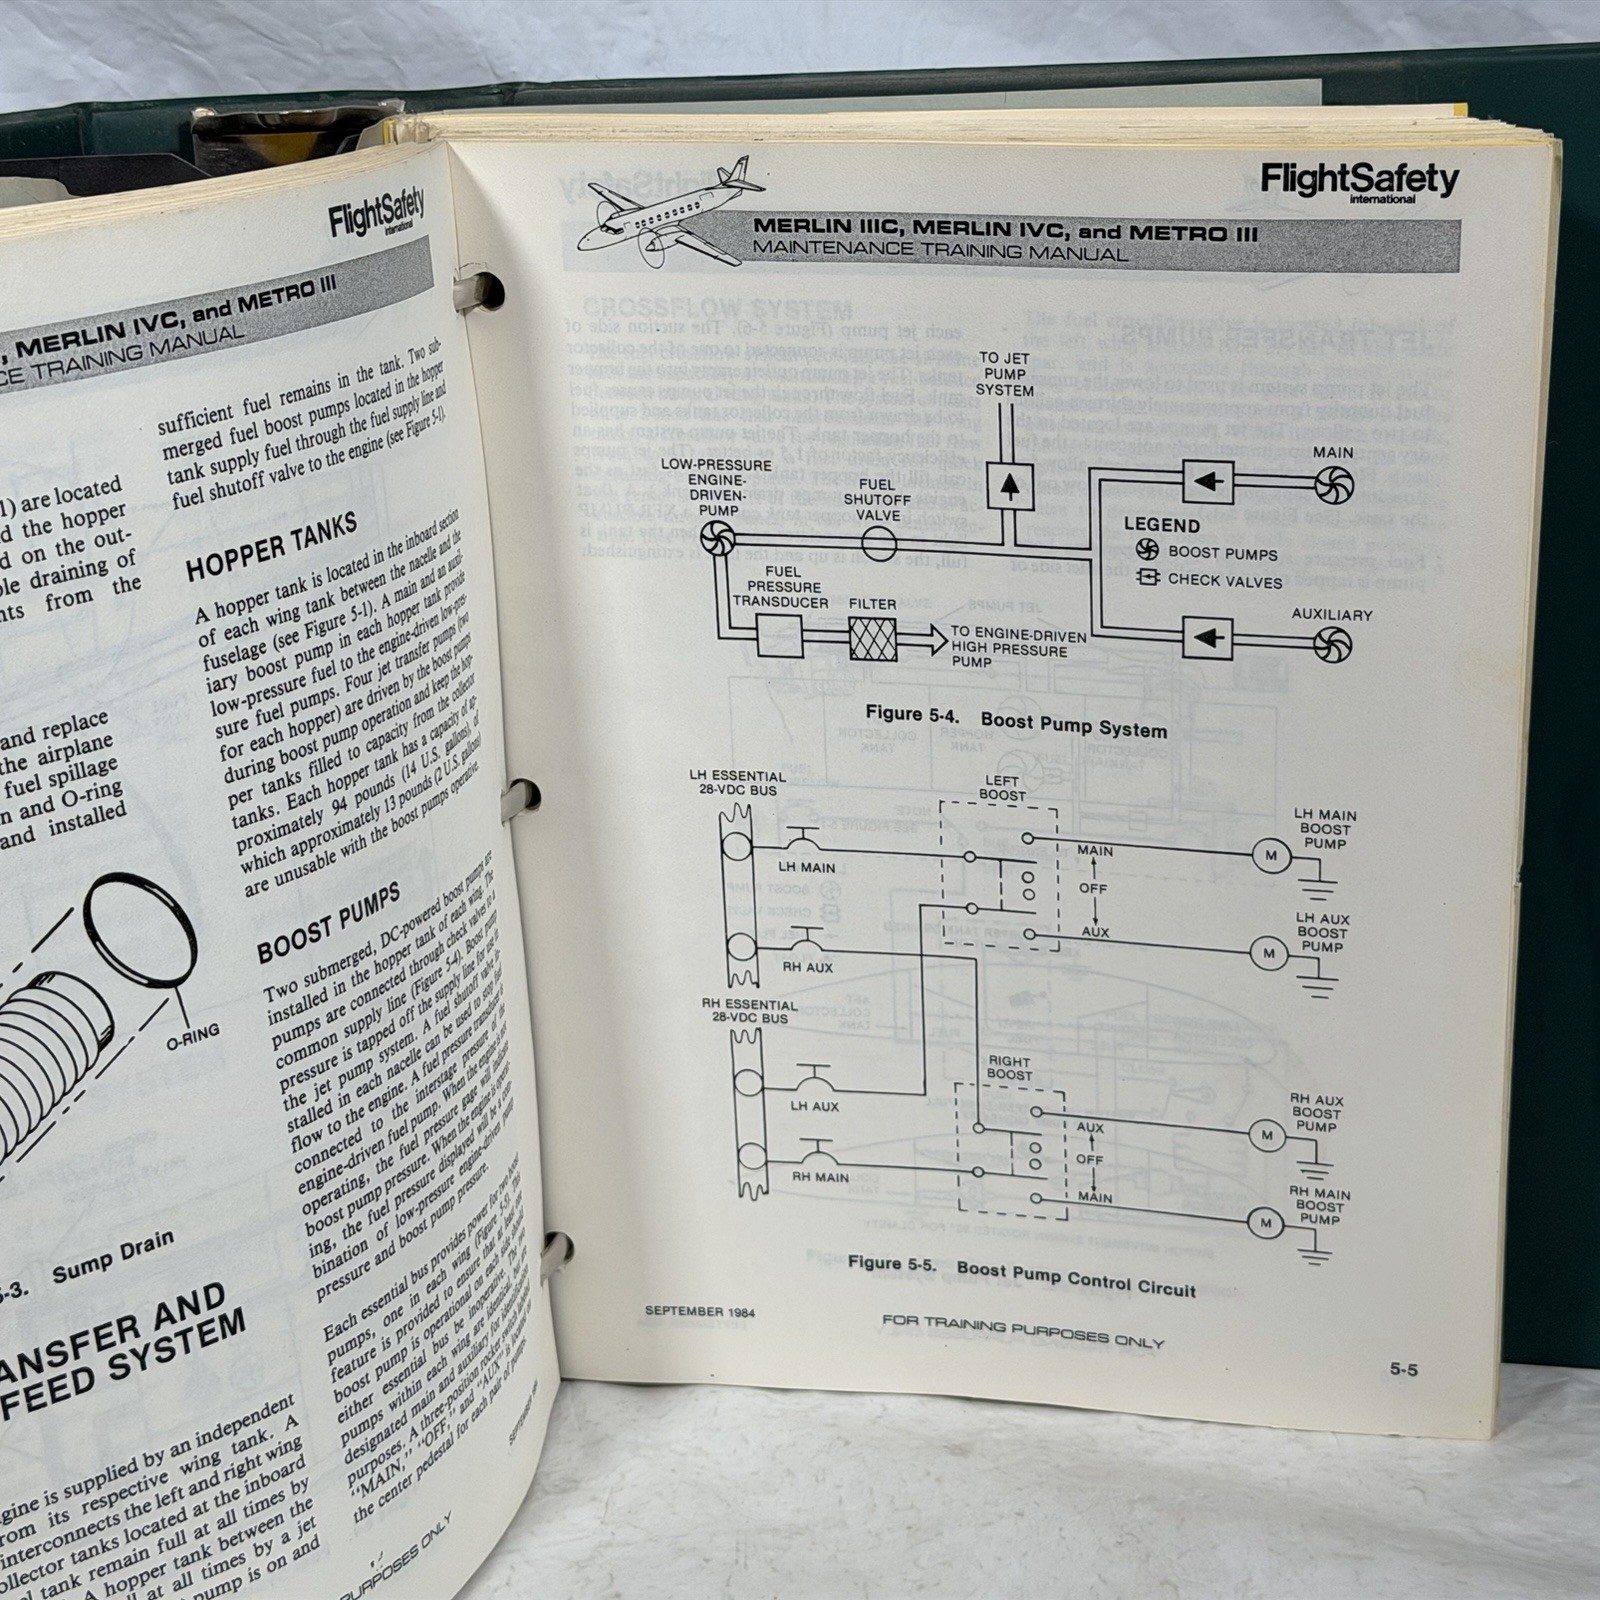 FlightSafety
international
, MERLIN IVC, and METRO III
CE TRAINING MANUAL
1) are located
d the hopper
d on the out-
ble draining of
nts from the
and replace
the airplane
fuel spillage
n and O-ring
and installed
O-RING
5-3. Sump Drain
ANSFER AND
FEED SYSTEM
gine is supplied by an independent
rom its respective wing tank. A
interconnects the left and right wing
ollector tanks located at the inboard
l tank remain full at all times by
A hopper tank between the
ll at all times by a jet
pump is on and
sufficient fuel remains in the tank. Two sub-
merged fuel boost pumps located in the hopper
tank supply fuel through the fuel supply line and
fuel shutoff valve to the engine (see Figure 5-1).
HOPPER TANKS
A hopper tank is located in the inboard section
of each wing tank between the nacelle and the
fuselage (see Figure 5-1). A main and an auxil-
iary boost pump in each hopper tank provide
low-pressure fuel to the engine-driven low-pres-
sure fuel pumps. Four jet transfer pumps (two
for each hopper) are driven by the boost pumps
during boost pump operation and keep the hop-
per tanks filled to capacity from the collector
tanks. Each hopper tank has a capacity of ap-
proximately 94 pounds (14 U.S. gallons), of
which approximately 13 pounds (2 U.S. gallons)
are unusable with the boost pumps operative.
BOOST PUMPS
Two submerged, DC-powered boost pumps are
installed in the hopper tank of each wing. The
pumps are connected through check valves to a
common supply line (Figure 5-4). Boost pump
pressure is tapped off the supply line for use in
the jet pump system. A fuel shutoff valve in-
stalled in each nacelle can be used to stop fuel
flow to the engine. A fuel pressure transducer is
connected to the interstage pressure of the
engine-driven fuel pump. When the engine is not
operating, the fuel pressure gage will indicate
boost pump pressure. When the engine is operat-
ing, the fuel pressure displayed will be a com-
bination of low-pressure engine-driven pump
pressure and boost pump pressure.
Each essential bus provides power for two boost
pumps, one in each wing (Figure 5-5). This
feature is provided to ensure that at least one
boost pump is operational on each side should
either essential bus be inoperative. The two
pumps within each wing are identical, but are
designated main and auxiliary for identification
purposes. A three-position rocker switch labeled
"MAIN," "OFF," and "AUX" is located on
the center pedestal for each pair of pumps.
SEPTEMBER 1984
PURPOSES ONLY
FlightSafety
international
MERLIN IIIC, MERLIN IVC, and METRO III
MAINTENANCE TRAINING MANUAL
TO JET
PUMP
SYSTEM
LOW-PRESSURE
ENGINE-
DRIVEN-
PUMP
FUEL
SHUTOFF
VALVE
MAIN
LEGEND
BOOST PUMPS
CHECK VALVES
FUEL
PRESSURE
TRANSDUCER
FILTER
AUXILIARY
TO ENGINE-DRIVEN
HIGH PRESSURE
PUMP
Figure 5-4. Boost Pump System
LH ESSENTIAL
28-VDC BUS
LEFT
BOOST
LH MAIN
BOOST
PUMP
LH MAIN
MAIN
OFF
AUX
M
LH AUX
BOOST
PUMP
M
RH AUX
RH ESSENTIAL
28-VDC BUS
RIGHT
BOOST
LH AUX
RH AUX
BOOST
PUMP
AUX
OFF
MAIN
M
RH MAIN
RH MAIN
BOOST
PUMP
M
Figure 5-5. Boost Pump Control Circuit
SEPTEMBER 1984
FOR TRAINING PURPOSES ONLY
5-5